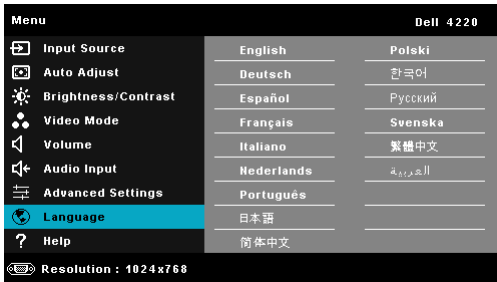 Menu
Dell 4220
Input Source
Auto Adjust
Brightness/Contrast
Video Mode
Volume
Audio Input
Advanced Settings
Language
? Help
English
Deutsch
Español
Français
Italiano
Nederlands
Português
日本語
简体中文
Polski
한국어
Русский
Svenska
繁體中文
العربية
Resolution : 1024x768